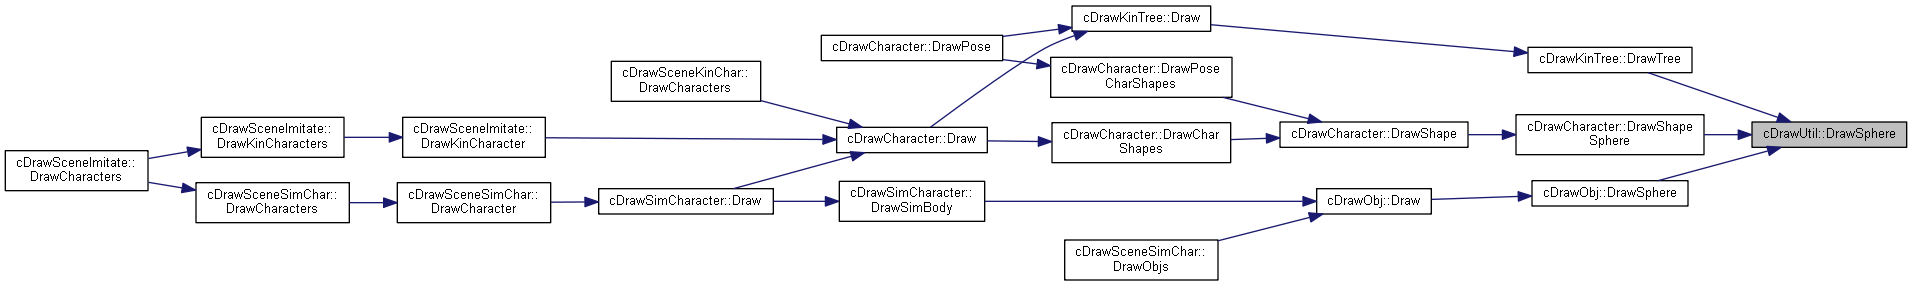 cDrawKinTree::Draw
cDrawCharacter::DrawPose
cDrawKinTree::DrawTree
cDrawSceneKinChar::
DrawCharacters
cDrawCharacter::DrawPose
CharShapes
cDrawSceneImitate::
DrawKinCharacters
cDrawSceneImitate::
DrawKinCharacter
cDrawCharacter::Draw
cDrawCharacter::DrawChar
Shapes
cDrawCharacter::DrawShape
cDrawCharacter::DrawShape
Sphere
cDrawUtil::DrawSphere
cDrawSceneImitate::
DrawCharacters
cDrawSceneSimChar::
DrawCharacters
cDrawSceneSimChar::
DrawCharacter
cDrawSimCharacter::Draw
cDrawSimCharacter::
DrawSimBody
cDrawObj::Draw
cDrawObj::DrawSphere
cDrawSceneSimChar::
DrawObjs